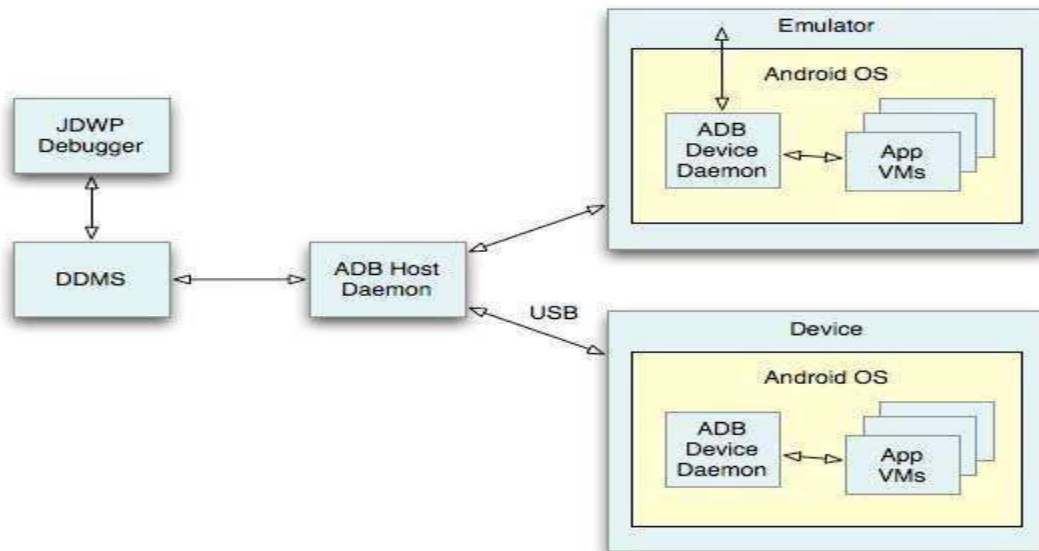 Emulator
Android OS
ADB
Device
Daemon
App
VMs
JDWP
Debugger
DDMS
ADB Host
Daemon
USB
Device
Android OS
ADB
Device
Daemon
App
VMs